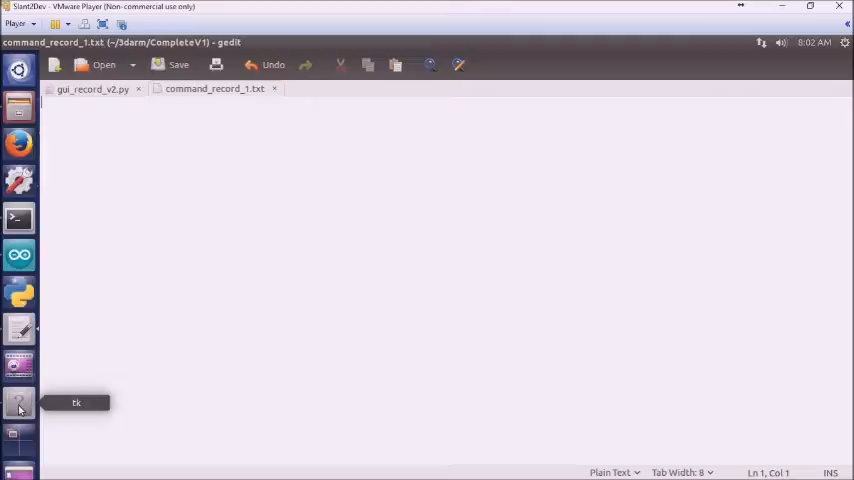 Slant2Dev - VMware Player (Non-commercial use only)
Player
command_record_1.txt (~/3darm/CompleteV1) - gedit
8:02 AM
Open
Save
Undo
gui_record_v2.py
command_record_1.txt
tk
Plain Text
Tab Width: 8
Ln 1, Col 1
INS